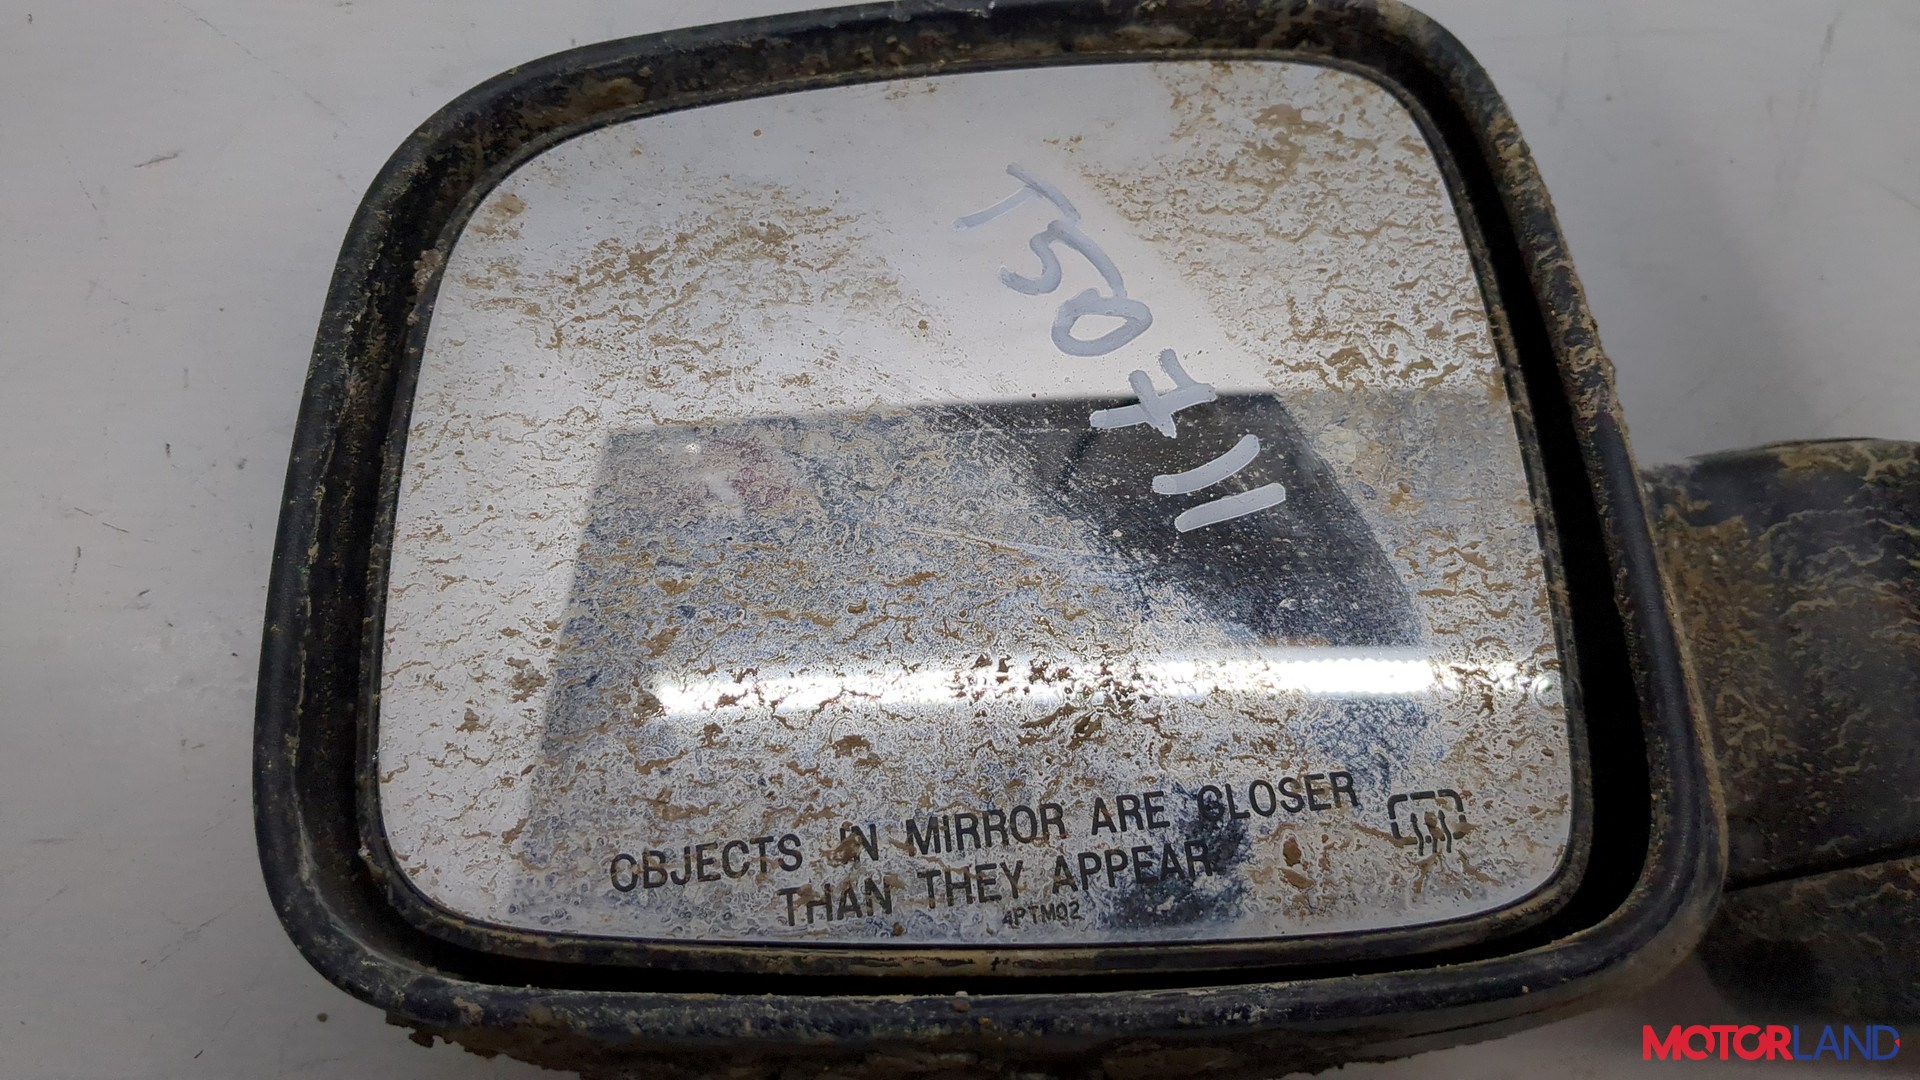 T50711
OBJECTS IN MIRROR ARE CLOSER
THAN THEY APPEAR
4PTM02
MOTORLAND